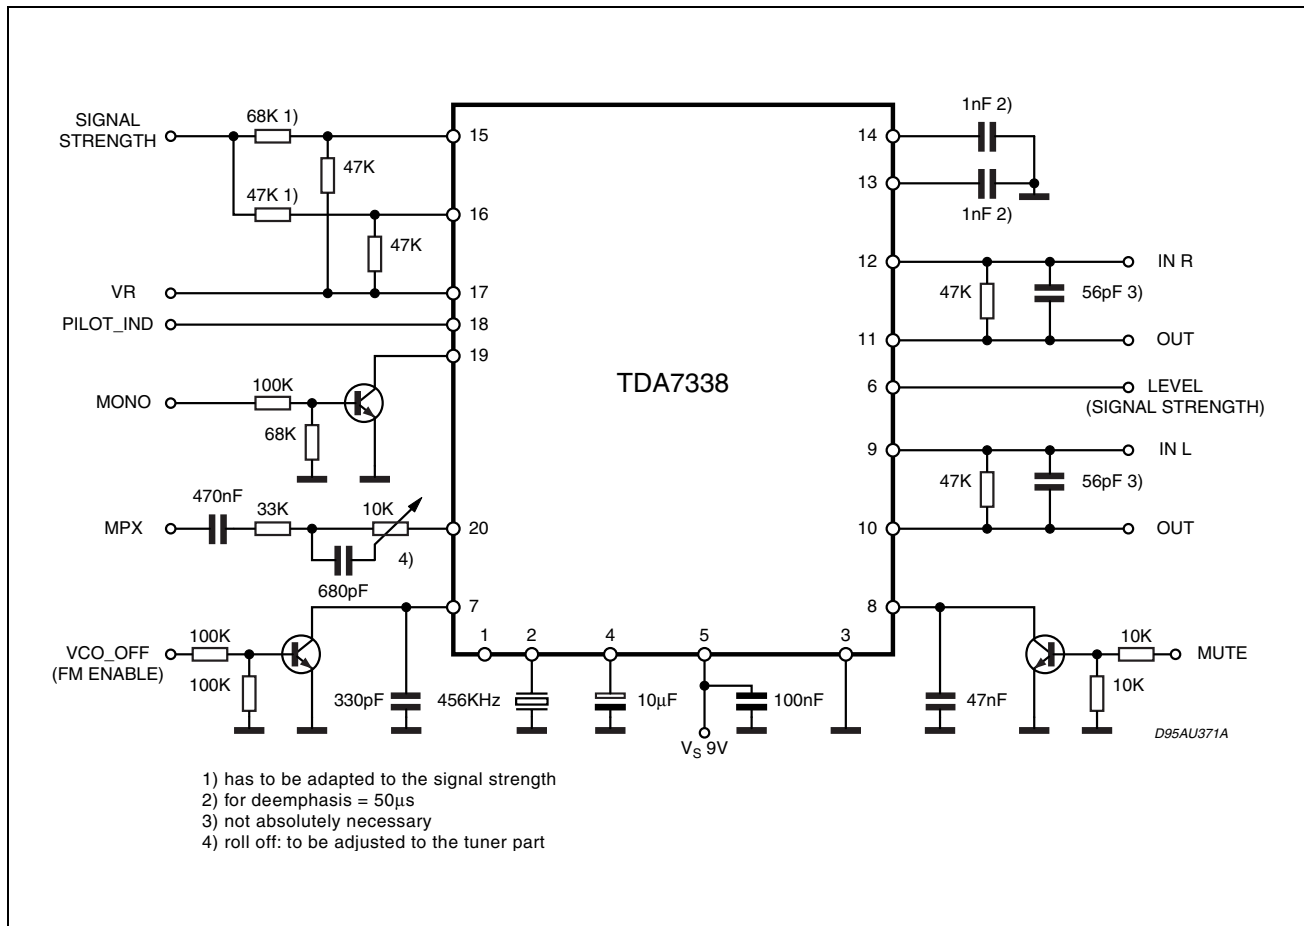 SIGNAL
STRENGTH
68K 1)
15
47K
47K 1)
16
47K
VR
17
PILOT_IND
18
19
MONO
100K
68K
470nF
MPX
33K
10K
20
4)
680pF
7
VCO_OFF
(FM ENABLE)
100K
100K
330pF
TDA7338
1
2
4
5
3
456KHz
10µF
100nF
VS 9V
14
1nF 2)
13
1nF 2)
12
IN R
47K
56pF 3)
11
OUT
6
LEVEL
(SIGNAL STRENGTH)
9
IN L
47K
56pF 3)
10
OUT
8
10K
MUTE
10K
47nF
D95AU371A
1) has to be adapted to the signal strength
2) for deemphasis = 50µs
3) not absolutely necessary
4) roll off: to be adjusted to the tuner part